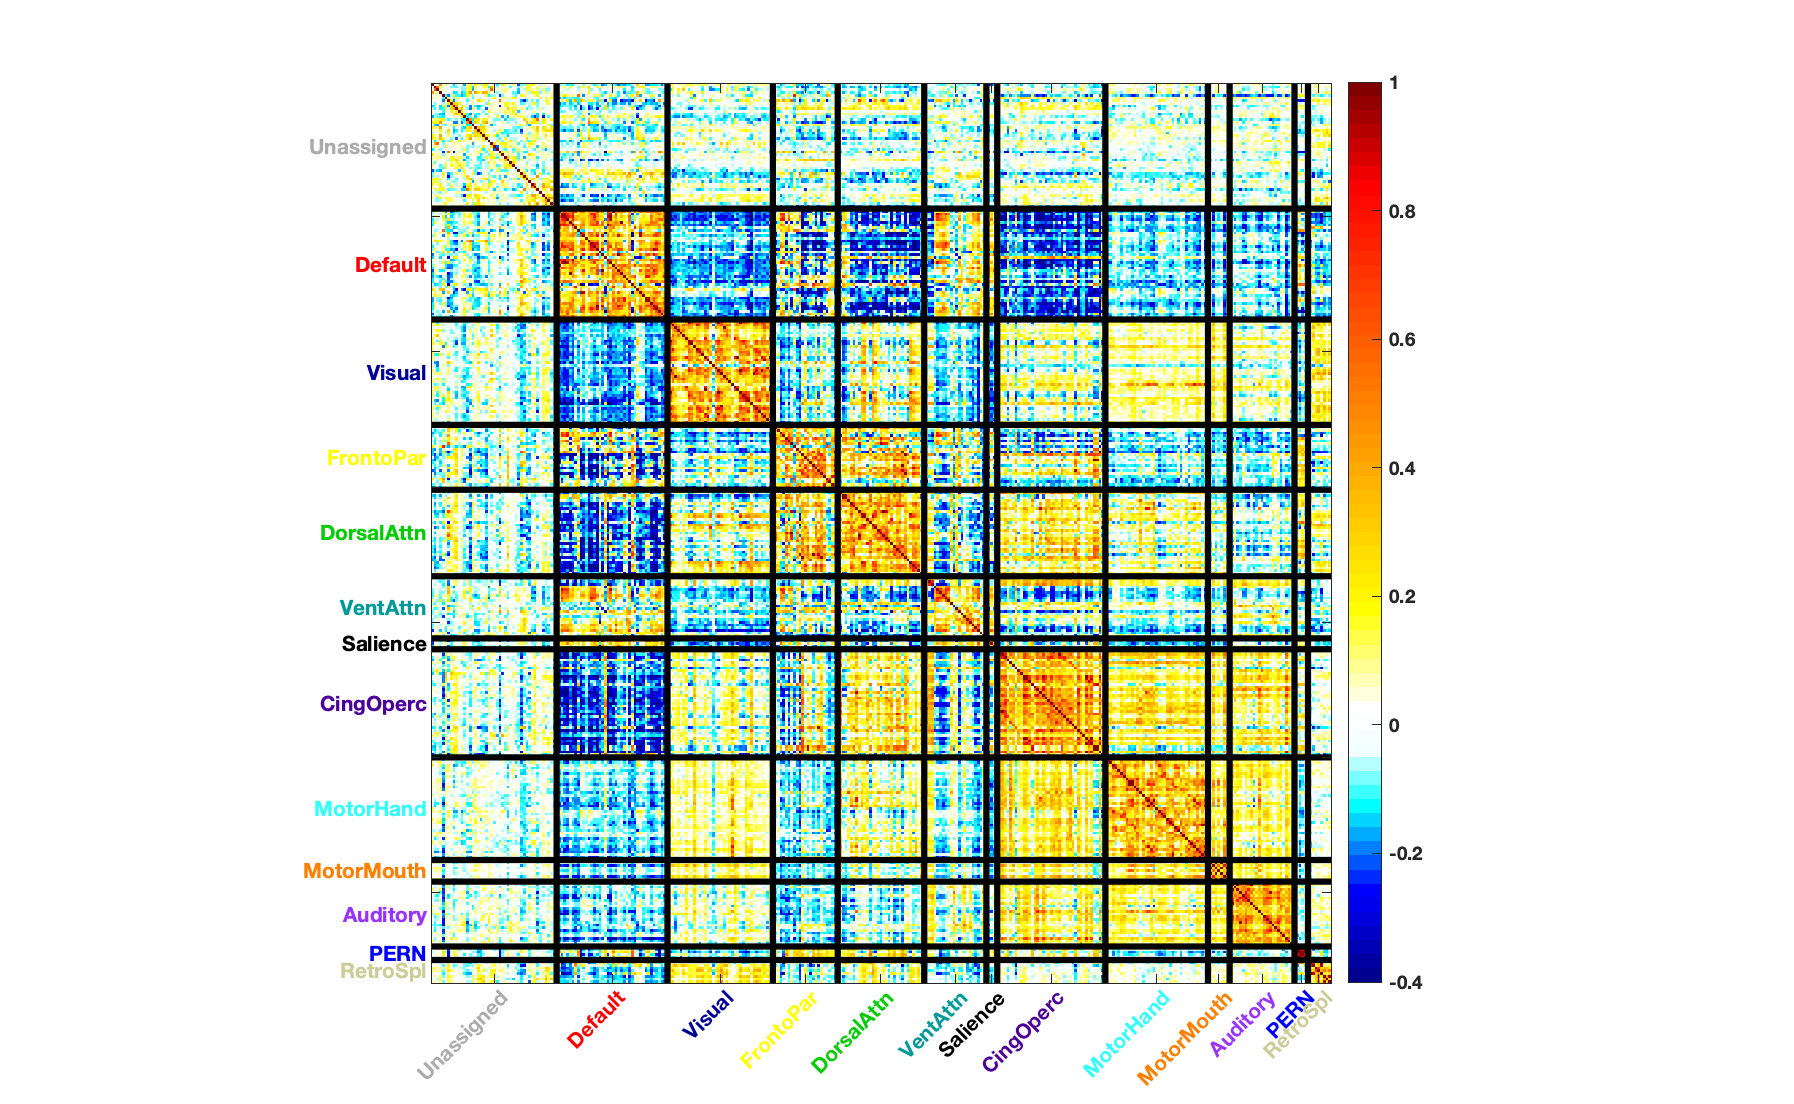 Unassigned
Default
Visual
FrontoPar
DorsalAttn
VentAttn
Salience
CingOperc
MotorHand
MotorMouth
Auditory
PERN
RetroSpl
Unassigned
Default
Visual
FrontoPar
DorsalAttn
VentAttn
Salience
CingOperc
MotorHand
MotorMouth
Auditory
PERN
RetroSpl
1
0.8
0.6
0.4
0.2
0
-0.2
-0.4